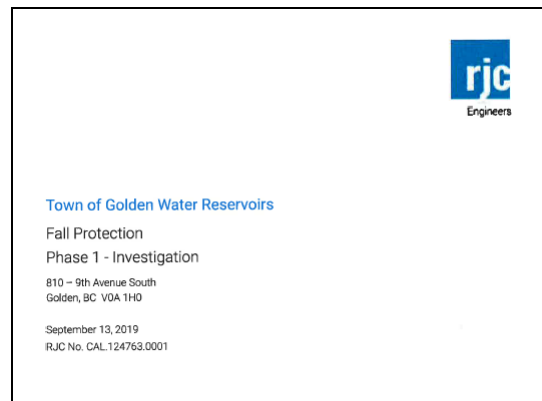 rjc
Engineers
Town of Golden Water Reservoirs
Fall Protection
Phase 1 - Investigation
810 – 9th Avenue South
Golden, BC V0A 1H0
September 13, 2019
RJC No. CAL.124763.0001